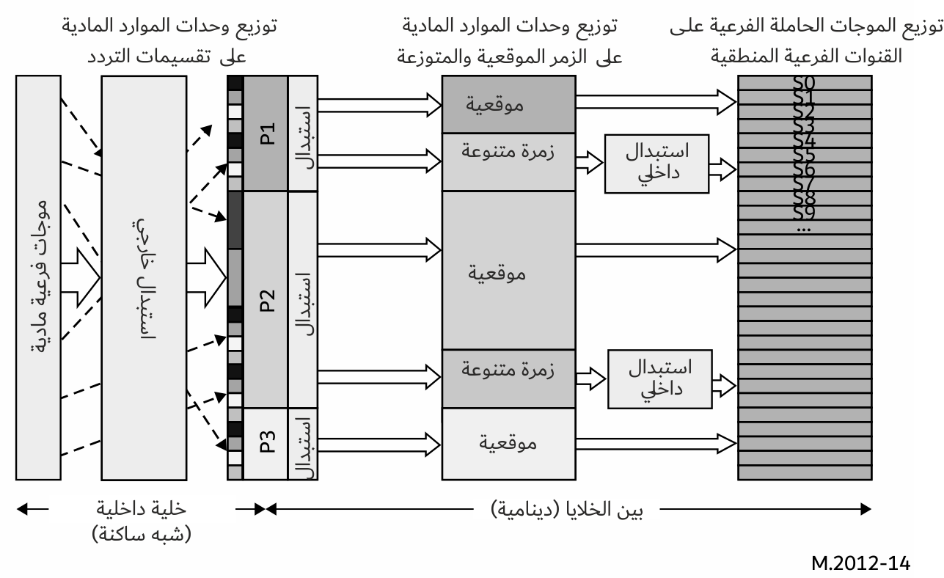 توزيع الموجات الحاملة الفرعية على
القنوات الفرعية المنطقية
توزيع وحدات الموارد المادية
على الزمر الموقعية والمتوزعة
توزيع وحدات الموارد المادية
على تقسيمات التردد
موجات فرعية مادية
استبدال خارجي
P1
استبدال
P2
استبدال
P3
استبدال
موقعية
زمرة متنوعة
موقعية
زمرة متنوعة
موقعية
استبدال
داخلي
استبدال
داخلي
S0
S1
S2
S3
S4
S5
S6
S7
S8
S9
...
خلية داخلية
(شبه ساكنة)
بين الخلايا (دينامية)
M.2012-14